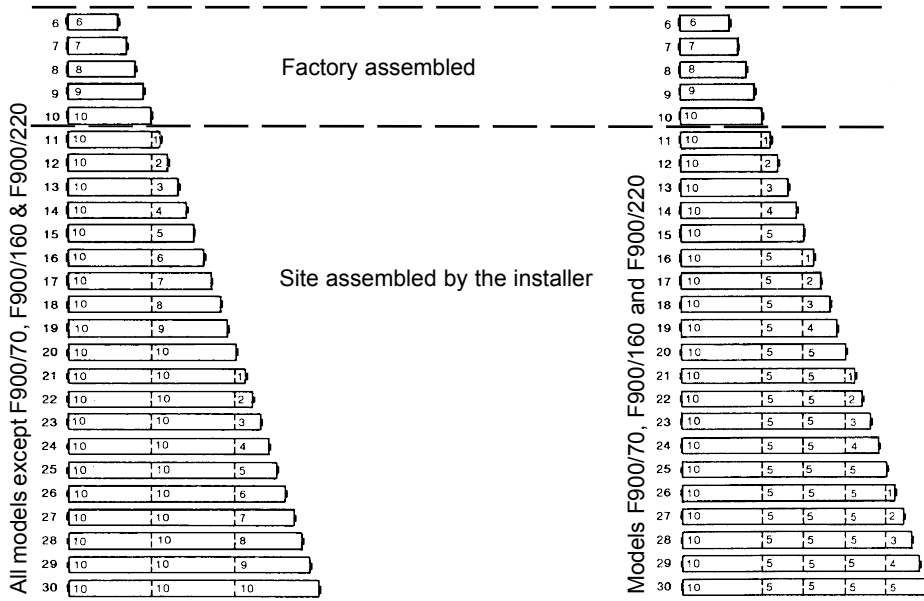 All models except F900/70, F900/160 & F900/220
6 6
7 7
8 8
9 9
10 10
11 10 1
12 10 2
13 10 3
14 10 4
15 10 5
16 10 6
17 10 7
18 10 8
19 10 9
20 10 10
21 10 10 1
22 10 10 2
23 10 10 3
24 10 10 4
25 10 10 5
26 10 10 6
27 10 10 7
28 10 10 8
29 10 10 9
30 10 10 10
Factory assembled
Site assembled by the installer
Models F900/70, F900/160 and F900/220
6 6
7 7
8 8
9 9
10 10
11 10 1
12 10 2
13 10 3
14 10 4
15 10 5
16 10 5 1
17 10 5 2
18 10 5 3
19 10 5 4
20 10 5 5
21 10 5 5 1
22 10 5 5 2
23 10 5 5 3
24 10 5 5 4
25 10 5 5 5
26 10 5 5 5 1
27 10 5 5 5 2
28 10 5 5 5 3
29 10 5 5 5 4
30 10 5 5 5 5